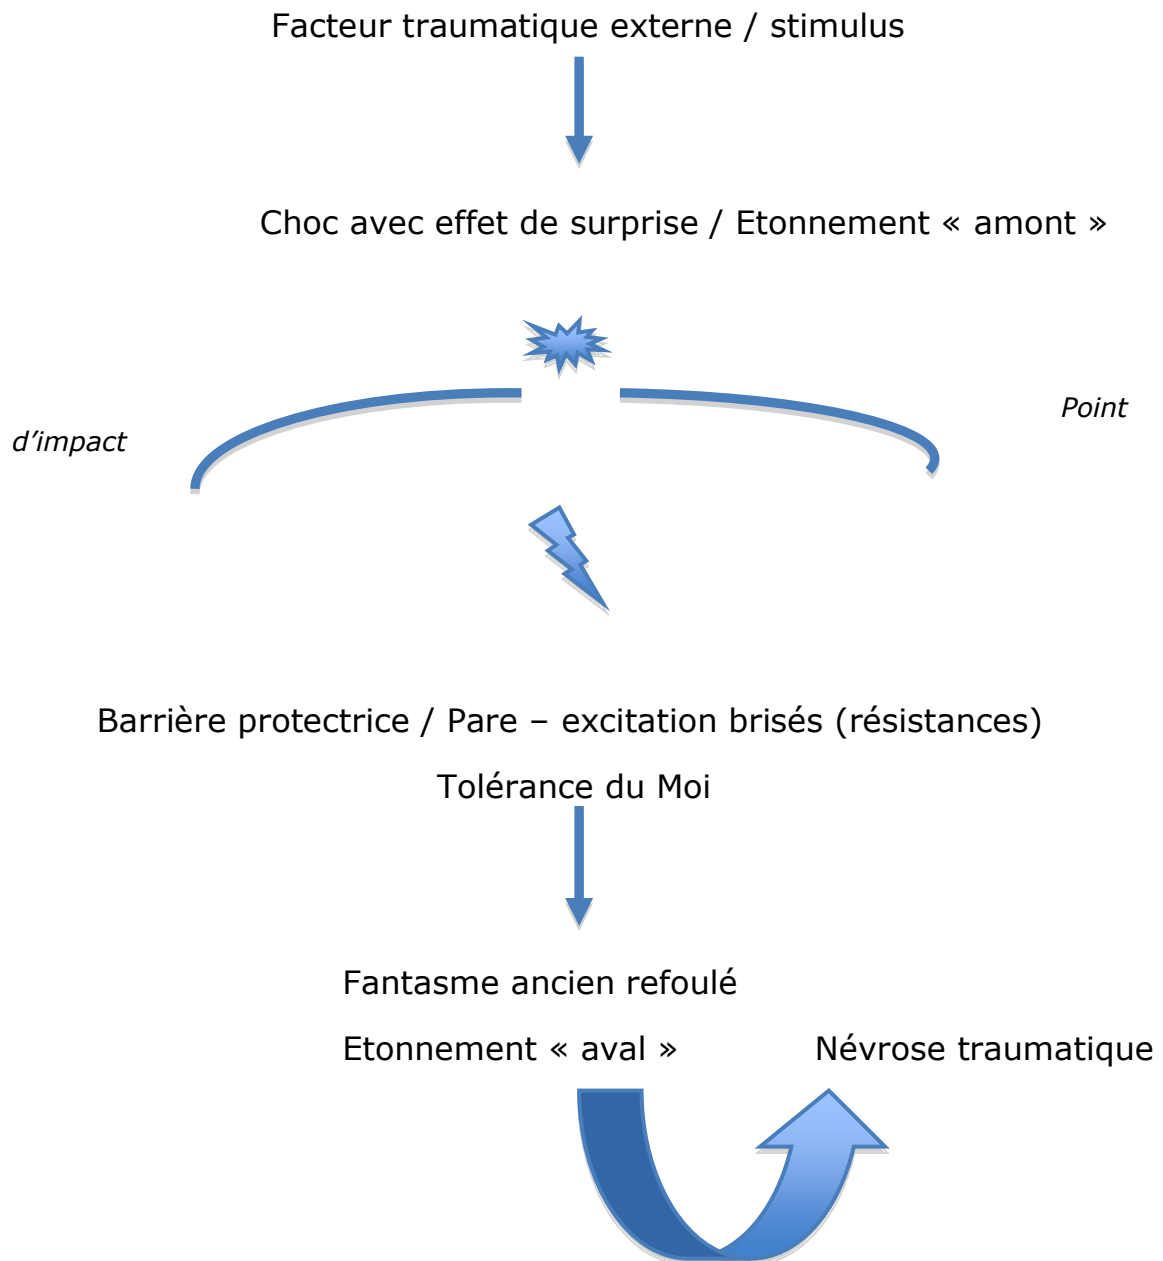 Facteur traumatique externe / stimulus
Choc avec effet de surprise / Etonnement « amont »
Point
d’impact
Barrière protectrice / Pare – excitation brisés (résistances)
Tolérance du Moi
Fantasme ancien refoulé
Etonnement « aval » Névrose traumatique